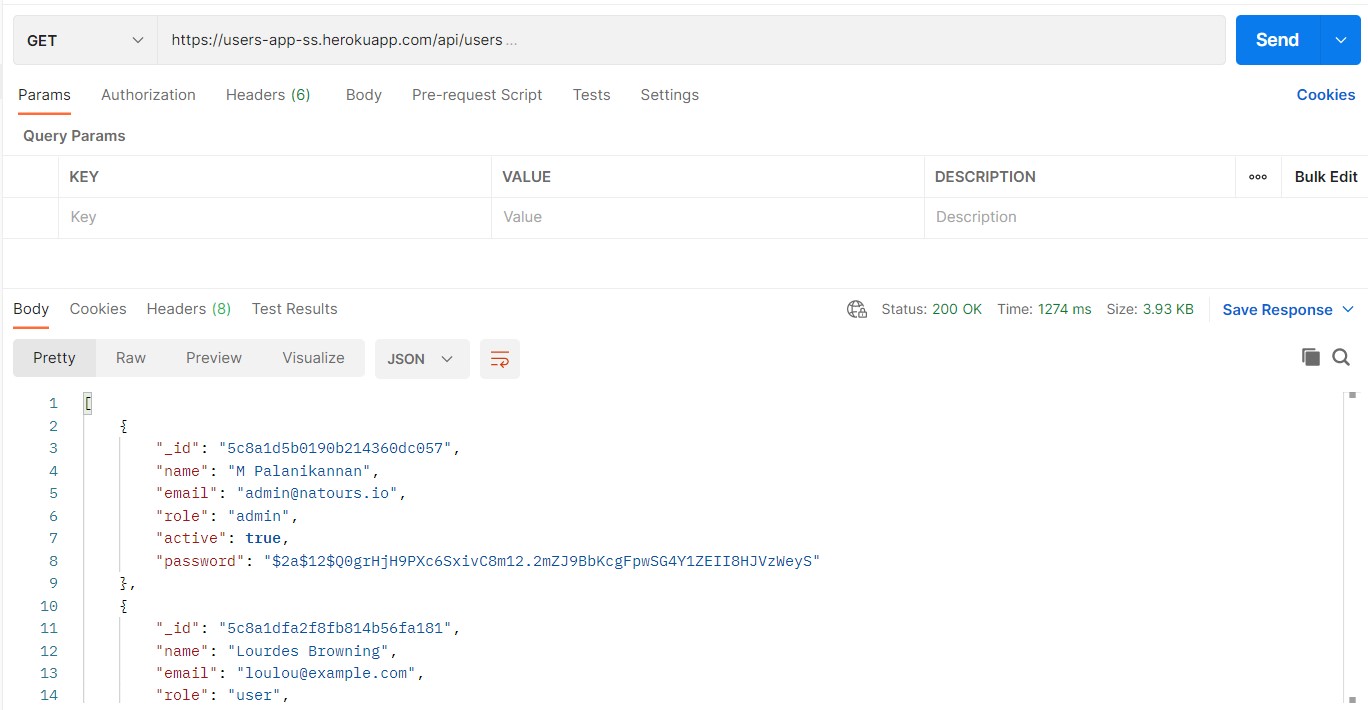 GET https://users-app-ss.herokuapp.com/api/users ... Send
Params Authorization Headers (6) Body Pre-request Script Tests Settings Cookies
Query Params
KEY VALUE DESCRIPTION ooo Bulk Edit
Key Value Description
Body Cookies Headers (8) Test Results Status: 200 OK Time: 1274 ms Size: 3.93 KB Save Response
Pretty Raw Preview Visualize JSON
1 [
2 {
3 "_id": "5c8a1d5b0190b214360dc057",
4 "name": "M Palanikannan",
5 "email": "admin@natours.io",
6 "role": "admin",
7 "active": true,
8 "password": "$2a$12$Q0grHjH9PXc6SxivC8m12.2mZJ9BbKcgFpwSG4Y1ZEII8HJVzWeyS"
9 },
10 {
11 "_id": "5c8a1dfa2f8fb814b56fa181",
12 "name": "Lourdes Browning",
13 "email": "loulou@example.com",
14 "role": "user",